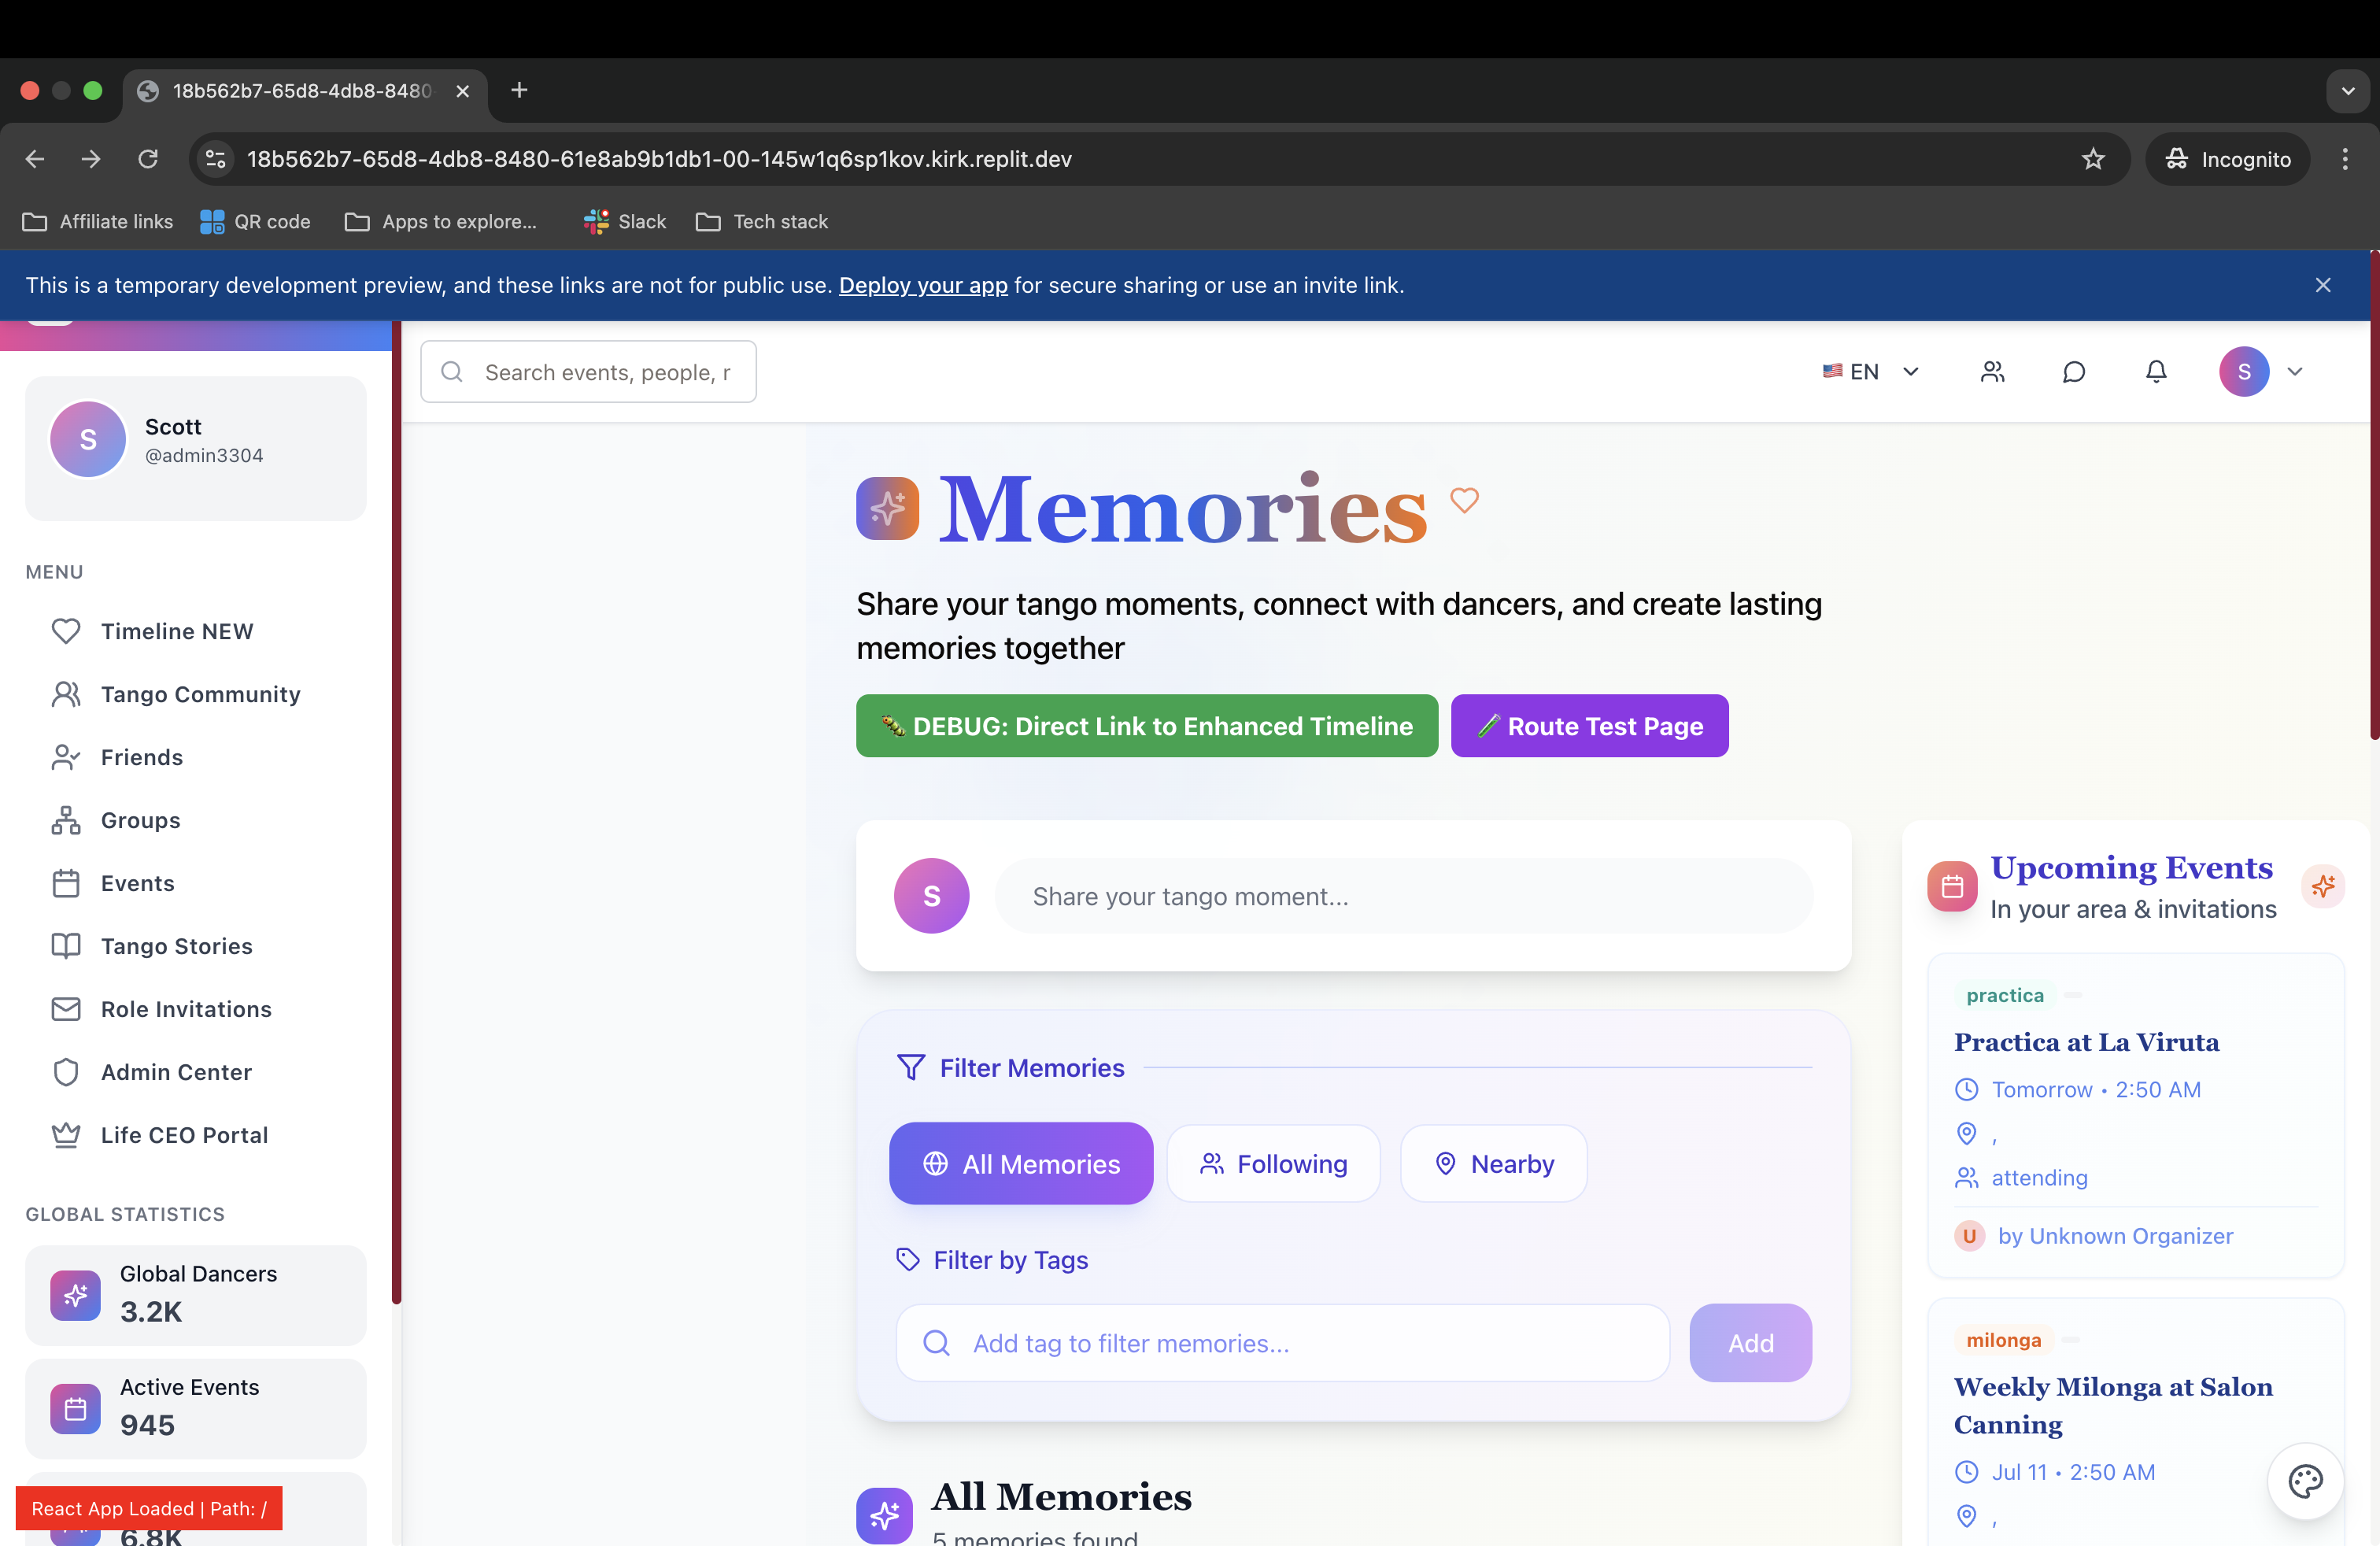 18b562b7-65d8-4db8-8480
18b562b7-65d8-4db8-8480-61e8ab9b1db1-00-145w1q6sp1kov.kirk.replit.dev
Incognito
Affiliate links
QR code
Apps to explore...
Slack
Tech stack
This is a temporary development preview, and these links are not for public use. Deploy your app for secure sharing or use an invite link.
Search events, people, r
EN
S
S
Scott
@admin3304
MENU
Timeline NEW
Tango Community
Friends
Groups
Events
Tango Stories
Role Invitations
Admin Center
Life CEO Portal
GLOBAL STATISTICS
Global Dancers
3.2K
Active Events
945
6.8K
React App Loaded | Path: /
Memories
Share your tango moments, connect with dancers, and create lasting
memories together
DEBUG: Direct Link to Enhanced Timeline
Route Test Page
S
Share your tango moment...
Filter Memories
All Memories
Following
Nearby
Filter by Tags
Add tag to filter memories...
Add
All Memories
5 memories found
Upcoming Events
In your area & invitations
practica
Practica at La Viruta
Tomorrow • 2:50 AM
,
attending
U
by Unknown Organizer
milonga
Weekly Milonga at Salon
Canning
Jul 11 • 2:50 AM
,